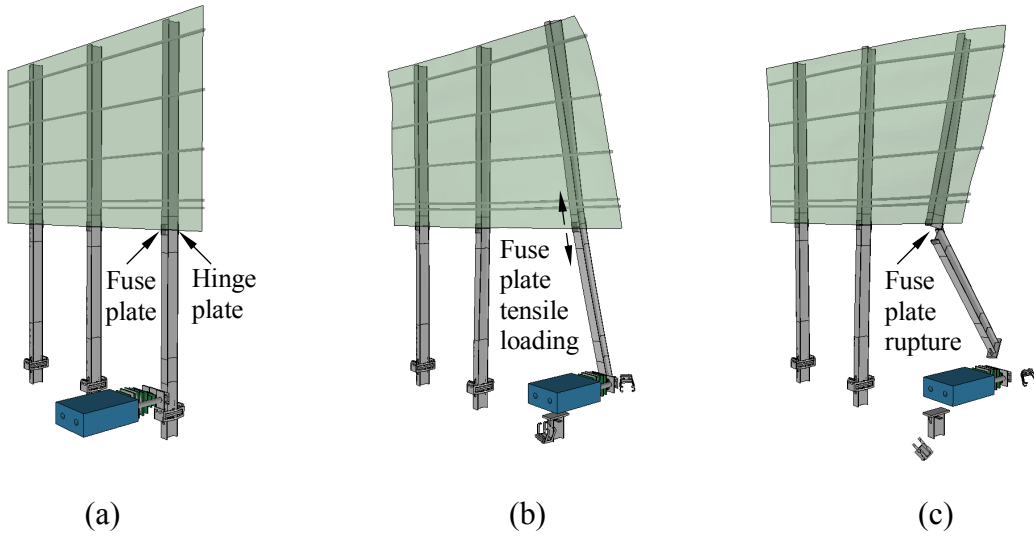 Fuse
plate
Hinge
plate
(a)
Fuse
plate
tensile
loading
(b)
Fuse
plate
rupture
(c)